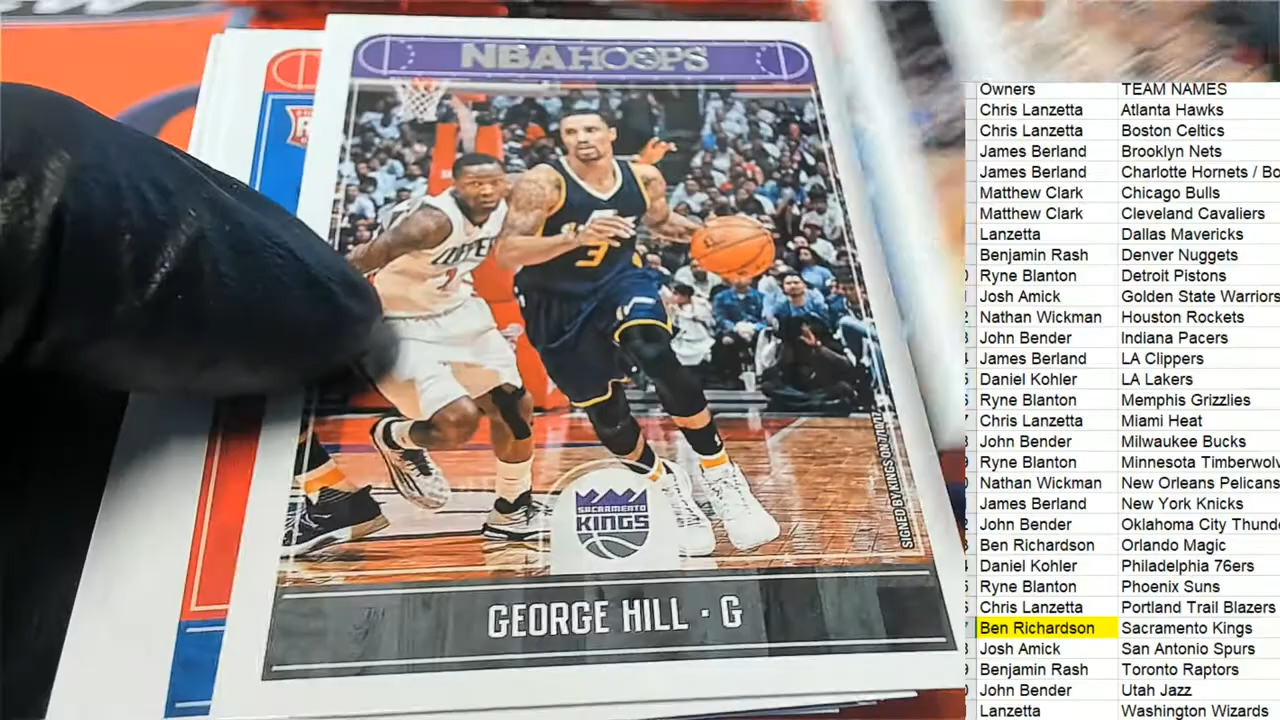 NBA HOOPS
CLIPPERS
3
SIGNED BY KINGS ON 7/10/17
SACRAMENTO
KINGS
GEORGE HILL · G
Owners TEAM NAMES
Chris Lanzetta Atlanta Hawks
Chris Lanzetta Boston Celtics
James Berland Brooklyn Nets
James Berland Charlotte Hornets / Bo
Matthew Clark Chicago Bulls
Matthew Clark Cleveland Cavaliers
Lanzetta Dallas Mavericks
Benjamin Rash Denver Nuggets
Ryne Blanton Detroit Pistons
Josh Amick Golden State Warriors
Nathan Wickman Houston Rockets
John Bender Indiana Pacers
James Berland LA Clippers
Daniel Kohler LA Lakers
Ryne Blanton Memphis Grizzlies
Chris Lanzetta Miami Heat
John Bender Milwaukee Bucks
Ryne Blanton Minnesota Timberwolv
Nathan Wickman New Orleans Pelicans
James Berland New York Knicks
John Bender Oklahoma City Thunde
Ben Richardson Orlando Magic
Daniel Kohler Philadelphia 76ers
Ryne Blanton Phoenix Suns
Chris Lanzetta Portland Trail Blazers
Ben Richardson Sacramento Kings
Josh Amick San Antonio Spurs
Benjamin Rash Toronto Raptors
John Bender Utah Jazz
Lanzetta Washington Wizards